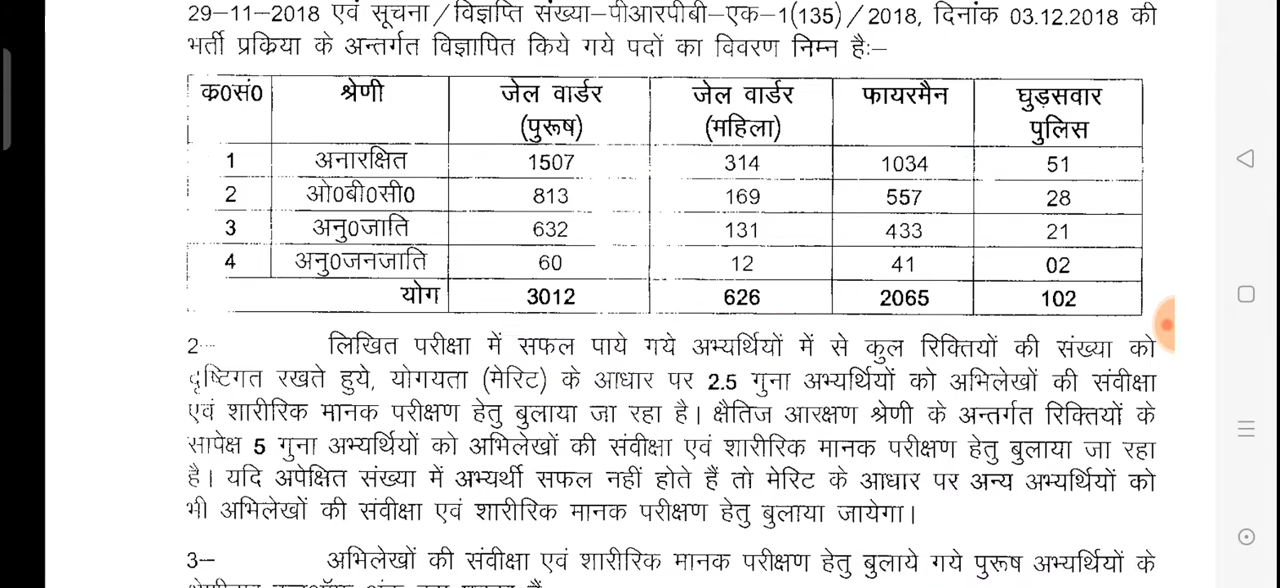 29-11-2018 एवं सूचना/विज्ञप्ति संख्या-पीआरपीबी-एक-1(135)/2018, दिनांक 03.12.2018 की
भर्ती प्रक्रिया के अन्तर्गत विज्ञापित किये गये पदों का विवरण निम्न है:-
क0सं0 श्रेणी जेल वार्डर (पुरूष) जेल वार्डर (महिला) फायरमैन घुड़सवार पुलिस
1 अनारक्षित 1507 314 1034 51
2 ओ0बी0सी0 813 169 557 28
3 अनु0जाति 632 131 433 21
4 अनु0जनजाति 60 12 41 02
योग 3012 626 2065 102
2-- लिखित परीक्षा में सफल पाये गये अभ्यर्थियों में से कुल रिक्तियों की संख्या को
दृष्टिगत रखते हुये, योगयता (मेरिट) के आधार पर 2.5 गुना अभ्यर्थियों को अभिलेखों की संवीक्षा
एवं शारीरिक मानक परीक्षण हेतु बुलाया जा रहा है। क्षैतिज आरक्षण श्रेणी के अन्तर्गत रिक्तियों के
सापेक्ष 5 गुना अभ्यर्थियों को अभिलेखों की संवीक्षा एवं शारीरिक मानक परीक्षण हेतु बुलाया जा रहा
है। यदि अपेक्षित संख्या में अभ्यर्थी सफल नहीं होते हैं तो मेरिट के आधार पर अन्य अभ्यर्थियों को
भी अभिलेखों की संवीक्षा एवं शारीरिक मानक परीक्षण हेतु बुलाया जायेगा।
3- अभिलेखों की संवीक्षा एवं शारीरिक मानक परीक्षण हेतु बुलाये गये पुरूष अभ्यर्थियों के